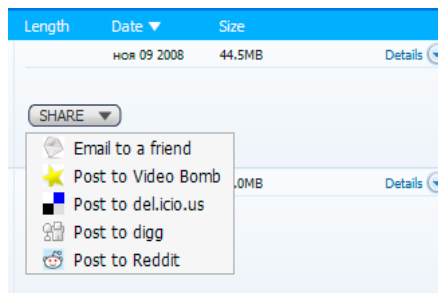 Length Date Size
ноя 09 2008 44.5MB Details
SHARE
Email to a friend
Post to Video Bomb
.0MB Details
Post to del.icio.us
Post to digg
Post to Reddit